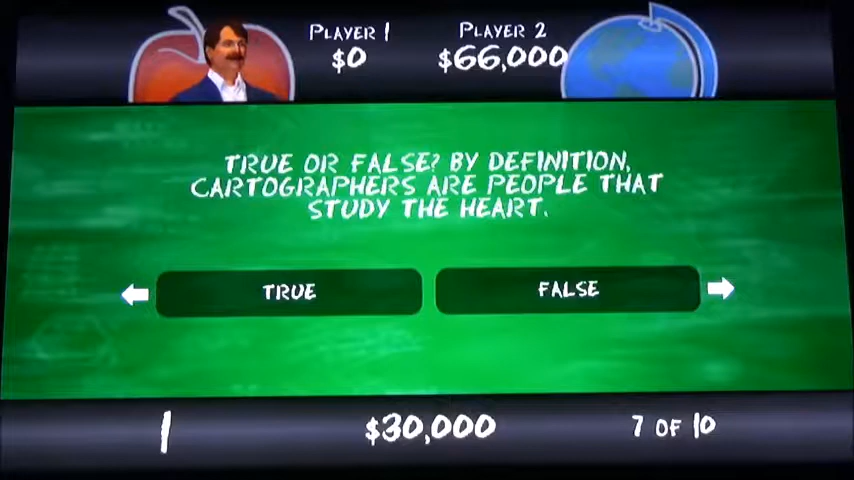 PLAYER 1
$0
PLAYER 2
$66,000
TRUE OR FALSE? BY DEFINITION,
CARTOGRAPHERS ARE PEOPLE THAT
STUDY THE HEART.
TRUE
FALSE
1
$30,000
7 OF 10